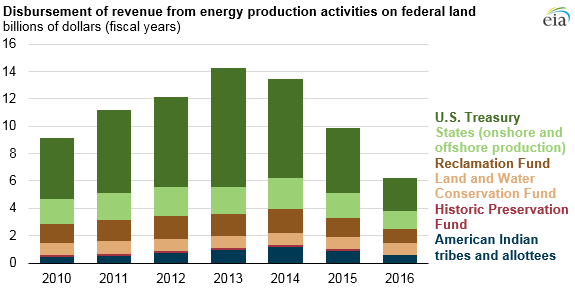 Disbursement of revenue from energy production activities on federal land
billions of dollars (fiscal years)
eia
16
14
12
10
8
6
4
2
0
2010 2011 2012 2013 2014 2015 2016
U.S. Treasury
States (onshore and
offshore production)
Reclamation Fund
Land and Water
Conservation Fund
Historic Preservation
Fund
American Indian
tribes and allottees